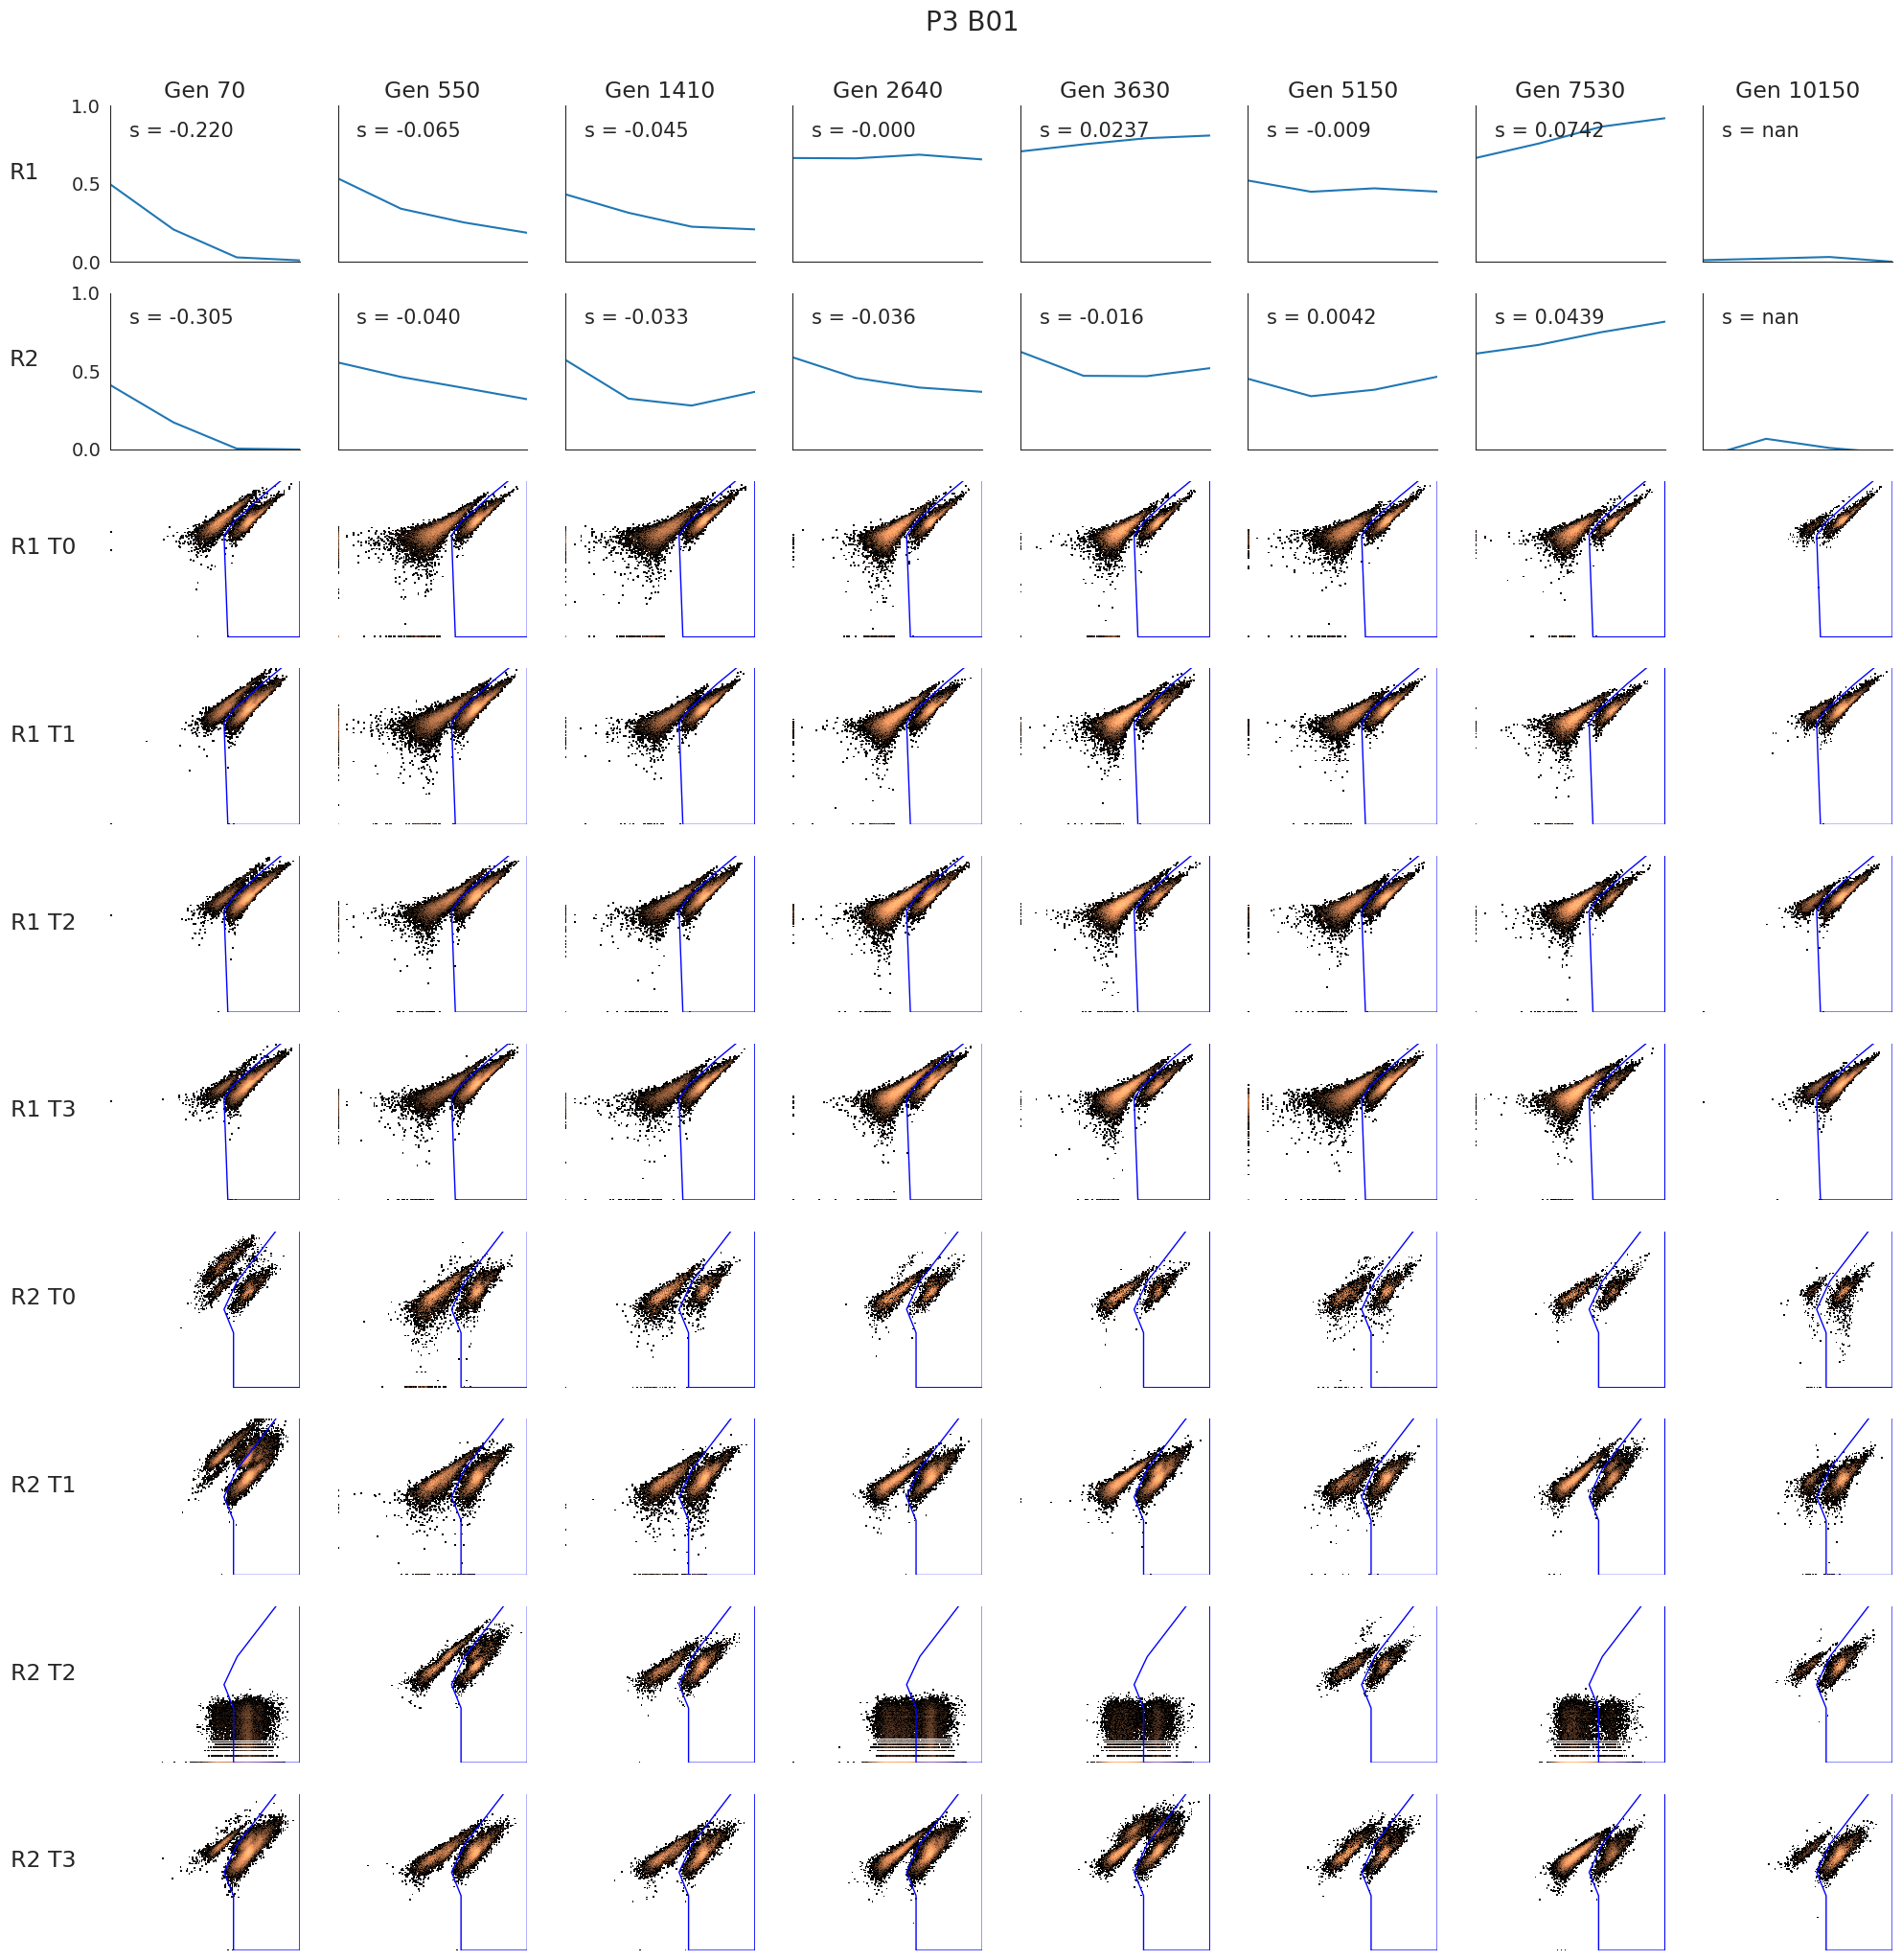 P3 B01
Gen 70 Gen 550 Gen 1410 Gen 2640 Gen 3630 Gen 5150 Gen 7530 Gen 10150
1.0
s = -0.220 s = -0.065 s = -0.045 s = -0.000 s = 0.0237 s = -0.009 s = 0.0742 s = nan
R1
0.5
0.0
1.0
s = -0.305 s = -0.040 s = -0.033 s = -0.036 s = -0.016 s = 0.0042 s = 0.0439 s = nan
R2
0.5
0.0
R1 T0
R1 T1
R1 T2
R1 T3
R2 T0
R2 T1
R2 T2
R2 T3